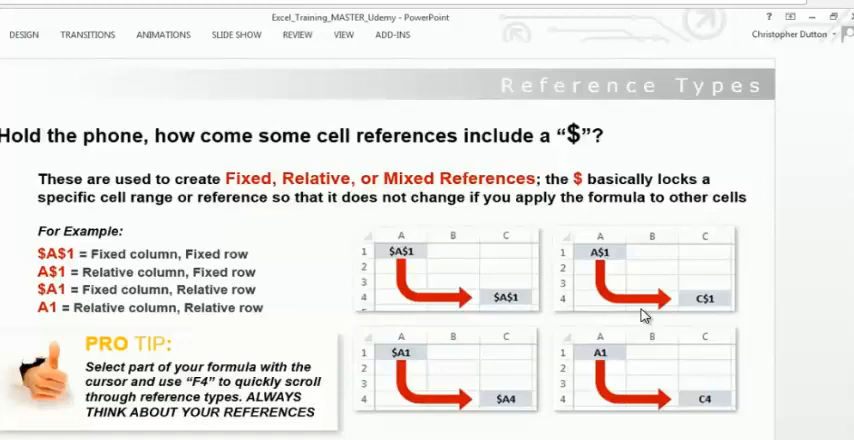 Excel_Training_MASTER_Udemy - PowerPoint
?
DESIGN TRANSITIONS ANIMATIONS SLIDE SHOW REVIEW VIEW ADD-INS Christopher Dutton
Reference Types
Hold the phone, how come some cell references include a “$”?
These are used to create Fixed, Relative, or Mixed References; the $ basically locks a
specific cell range or reference so that it does not change if you apply the formula to other cells
For Example:
$A$1 = Fixed column, Fixed row
A$1 = Relative column, Fixed row
$A1 = Fixed column, Relative row
A1 = Relative column, Relative row
A B C
1 $A$1
2
3
4 $A$1
A B C
1 A$1
2
3
4 C$1
PRO TIP:
Select part of your formula with the
cursor and use “F4” to quickly scroll
through reference types. ALWAYS
THINK ABOUT YOUR REFERENCES
A B C
1 $A1
2
3
4 $A4
A B C
1 A1
2
3
4 C4